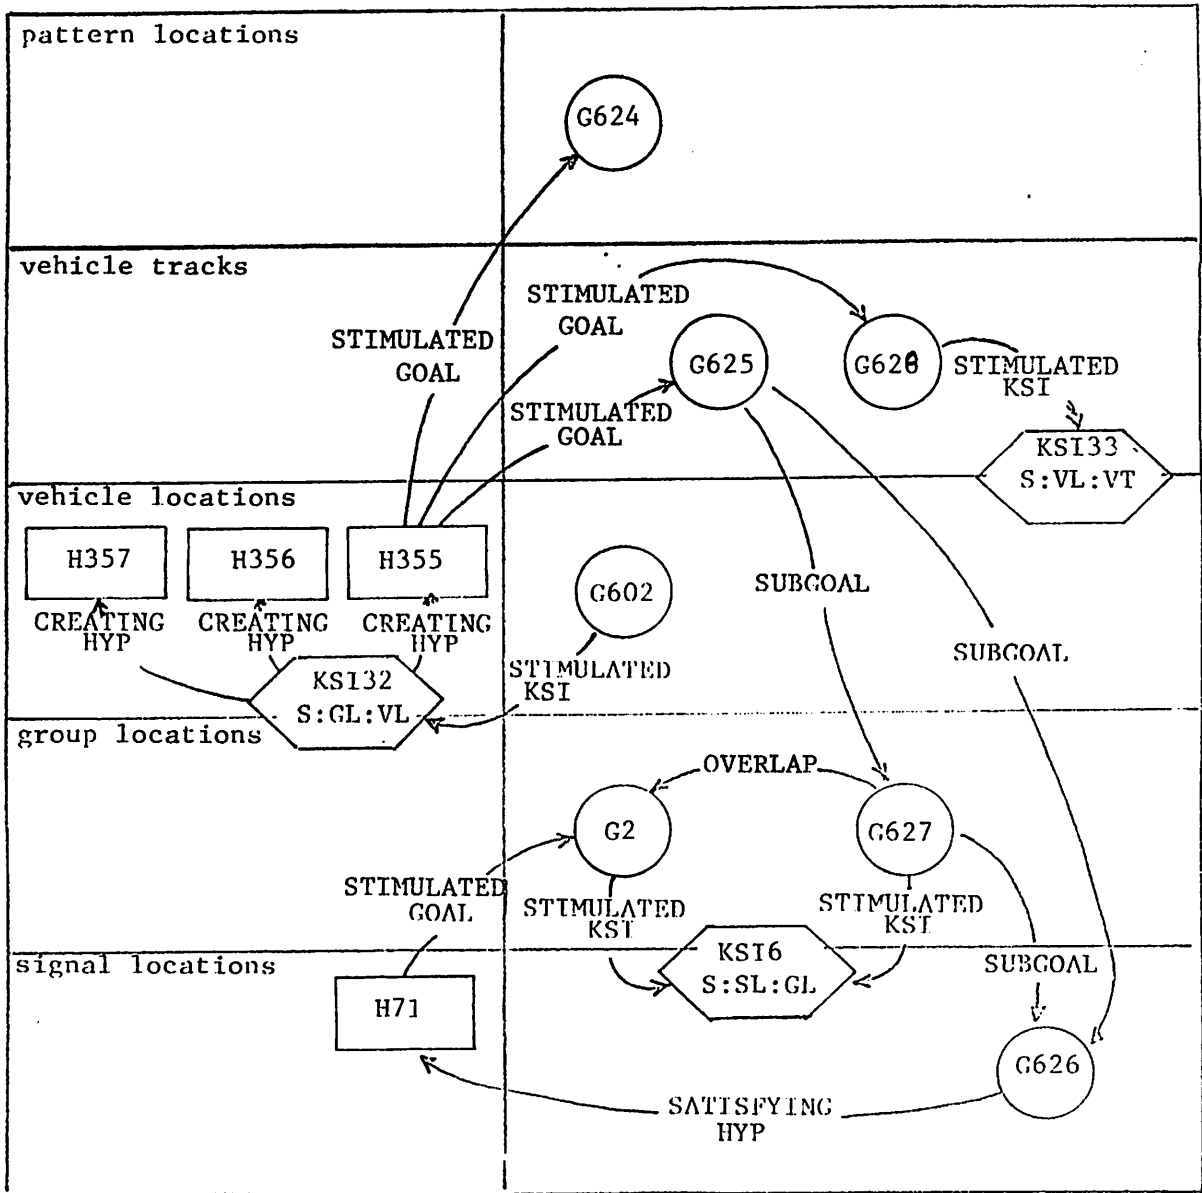 pattern locations
G624
vehicle tracks
STIMULATED
GOAL
STIMULATED
GOAL
G625
G628
STIMULATED
KSI
STIMULATED
GOAL
KSI33
S:VL:VT
vehicle locations
H357
H356
H355
G602
SUBGOAL
CREATING
HYP
CREATING
HYP
CREATING
HYP
SUBGOAL
STIMULATED
KSI
KSI32
S:GL:VL
group locations
OVERLAP
G2
G627
STIMULATED
GOAL
STIMULATED
KSI
STIMULATED
KSI
signal locations
KSI6
S:SL:GL
SUBGOAL
H71
G626
SATISFYING
HYP